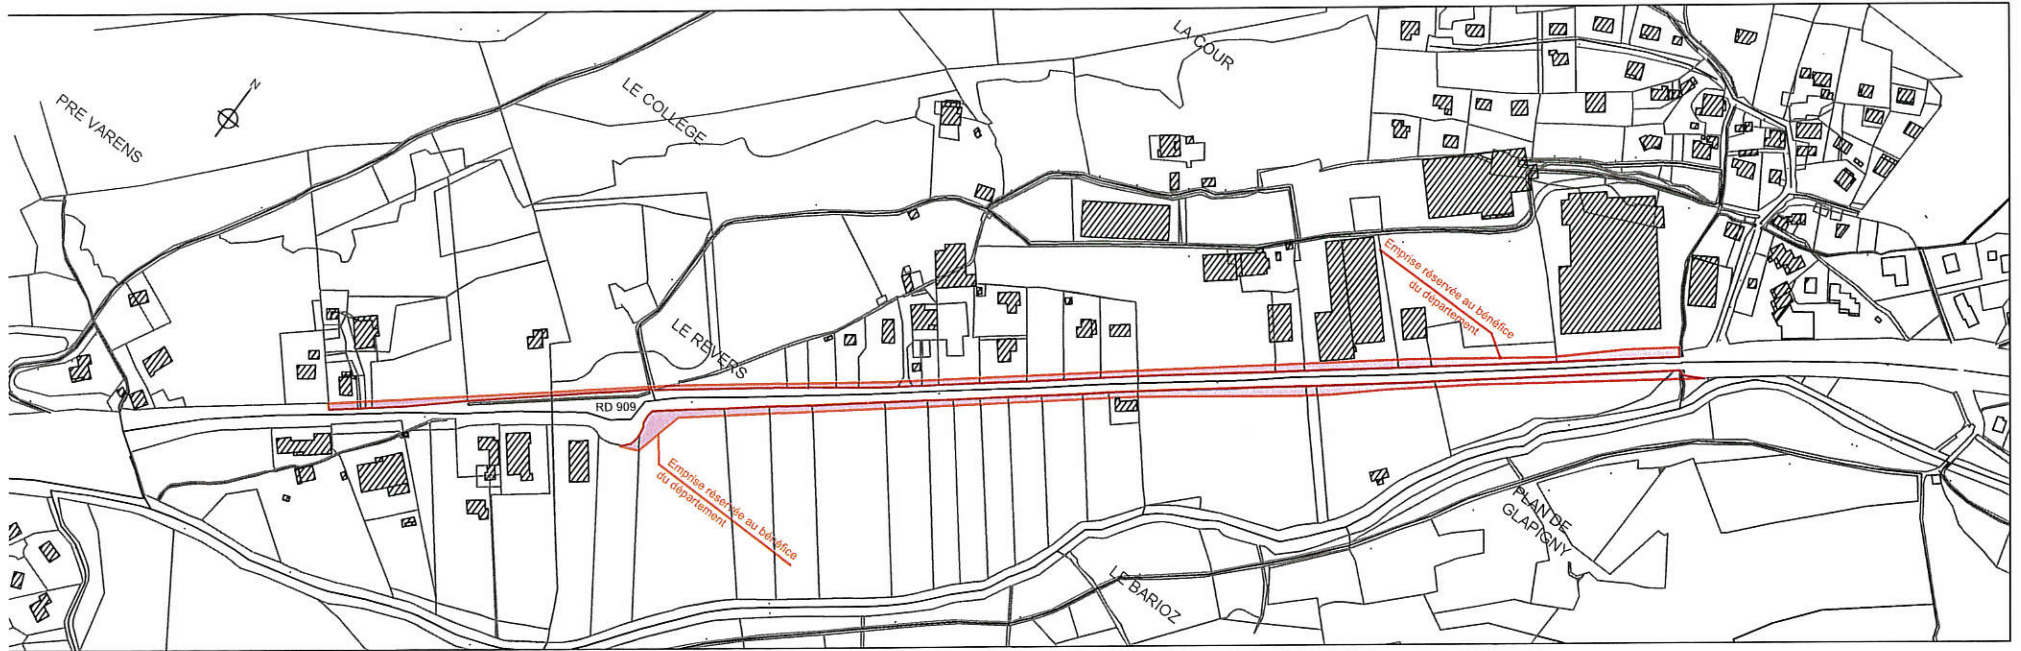 LA COUR
N
LE COLLEGE
PRE VARENS
Emprise réservée au bénéfice
du département
LE REVERS
RD 909
Emprise réservée au bénéfice
du département
PLAN DE
GLAPIGNY
LE BARIOZ